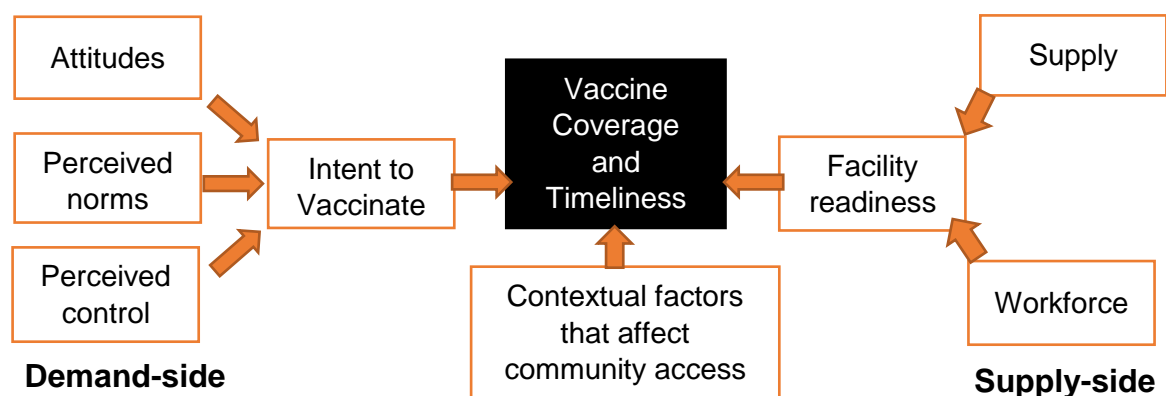 Attitudes
Perceived
norms
Perceived
control
Demand-side
Intent to
Vaccinate
Vaccine
Coverage
and
Timeliness
Contextual factors
that affect
community access
Facility
readiness
Supply
Workforce
Supply-side